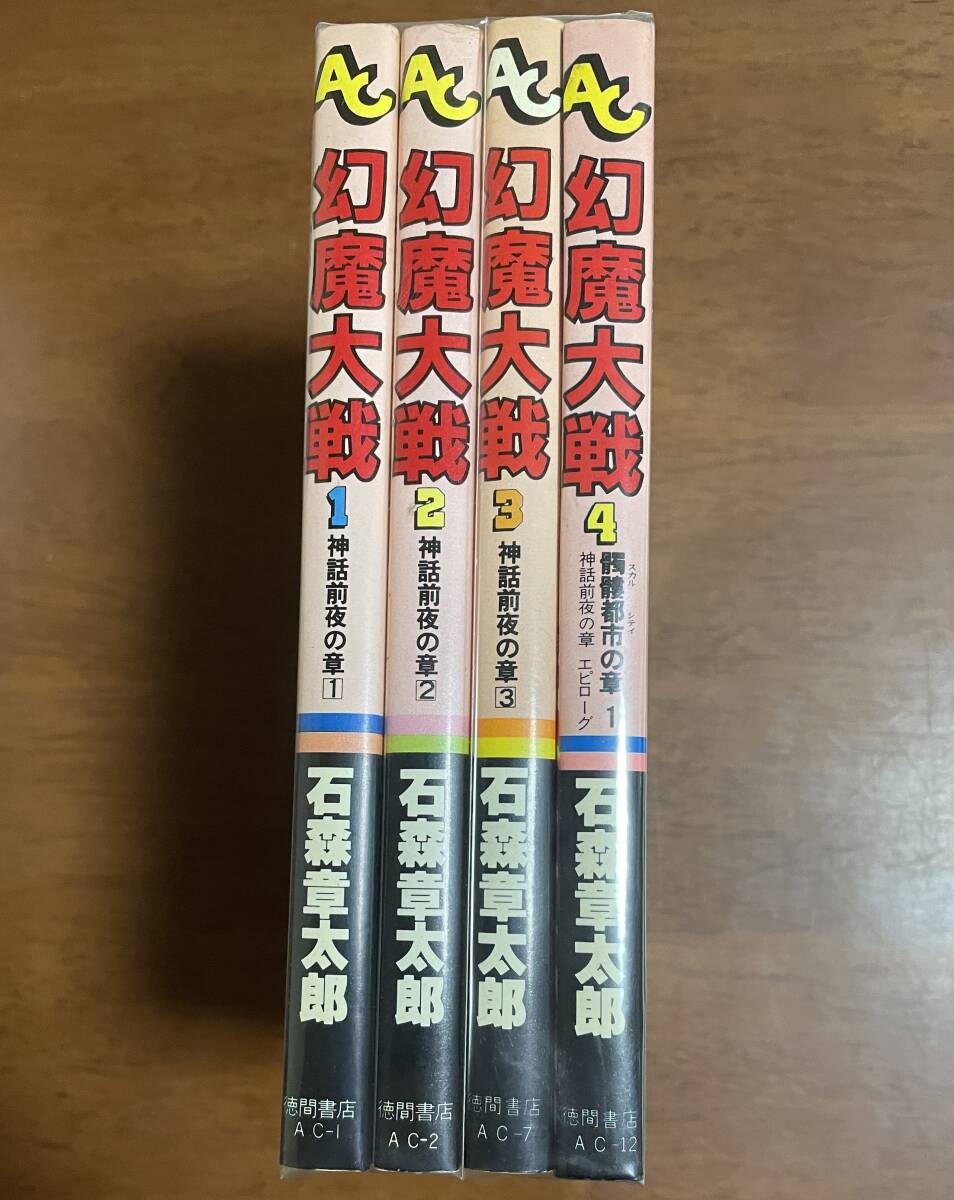 AC
幻魔大戦
1
神話前夜の章1
石森章太郎
徳間書店
AC-1
AC
幻魔大戦
2
神話前夜の章2
石森章太郎
徳間書店
AC-2
AC
幻魔大戦
3
神話前夜の章3
石森章太郎
徳間書店
AC-7
AC
幻魔大戦
4
スカル シティ
髑髏都市の章 1
神話前夜の章 エピローグ
石森章太郎
徳間書店
AC-12